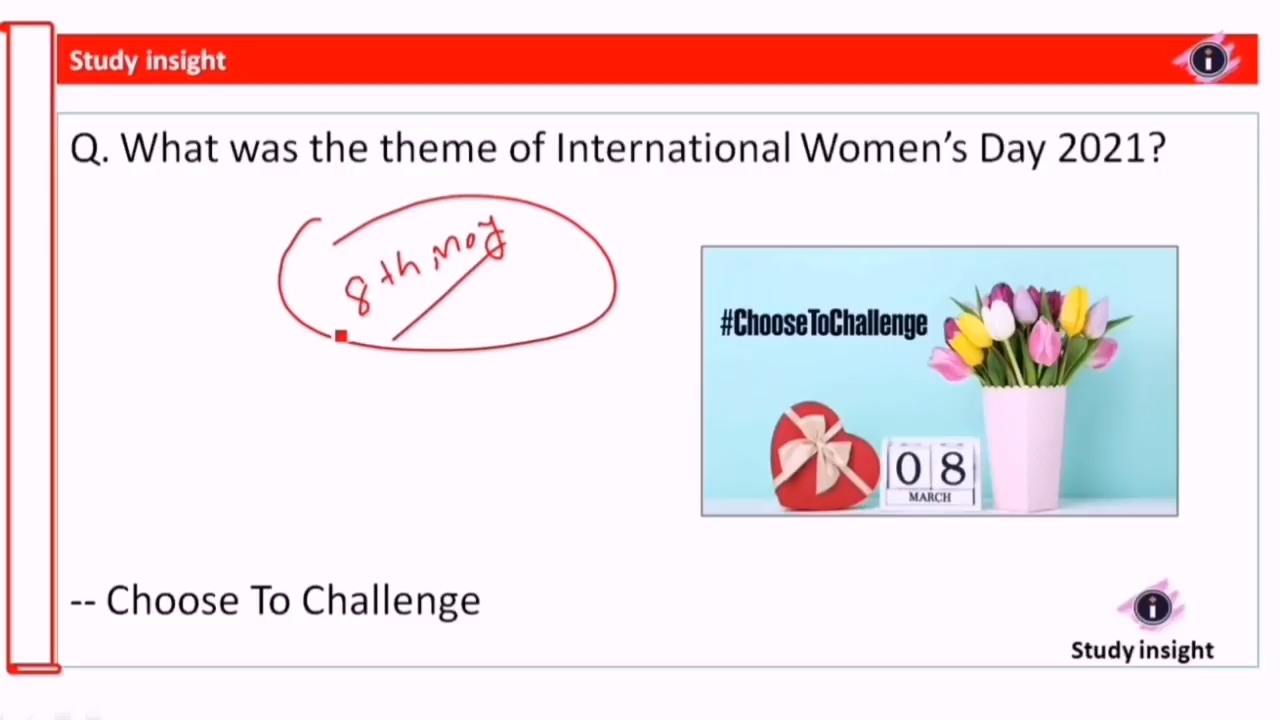 Study insight
Q. What was the theme of International Women's Day 2021?
8th May
#ChooseToChallenge
08
MARCH
-- Choose To Challenge
Study insight